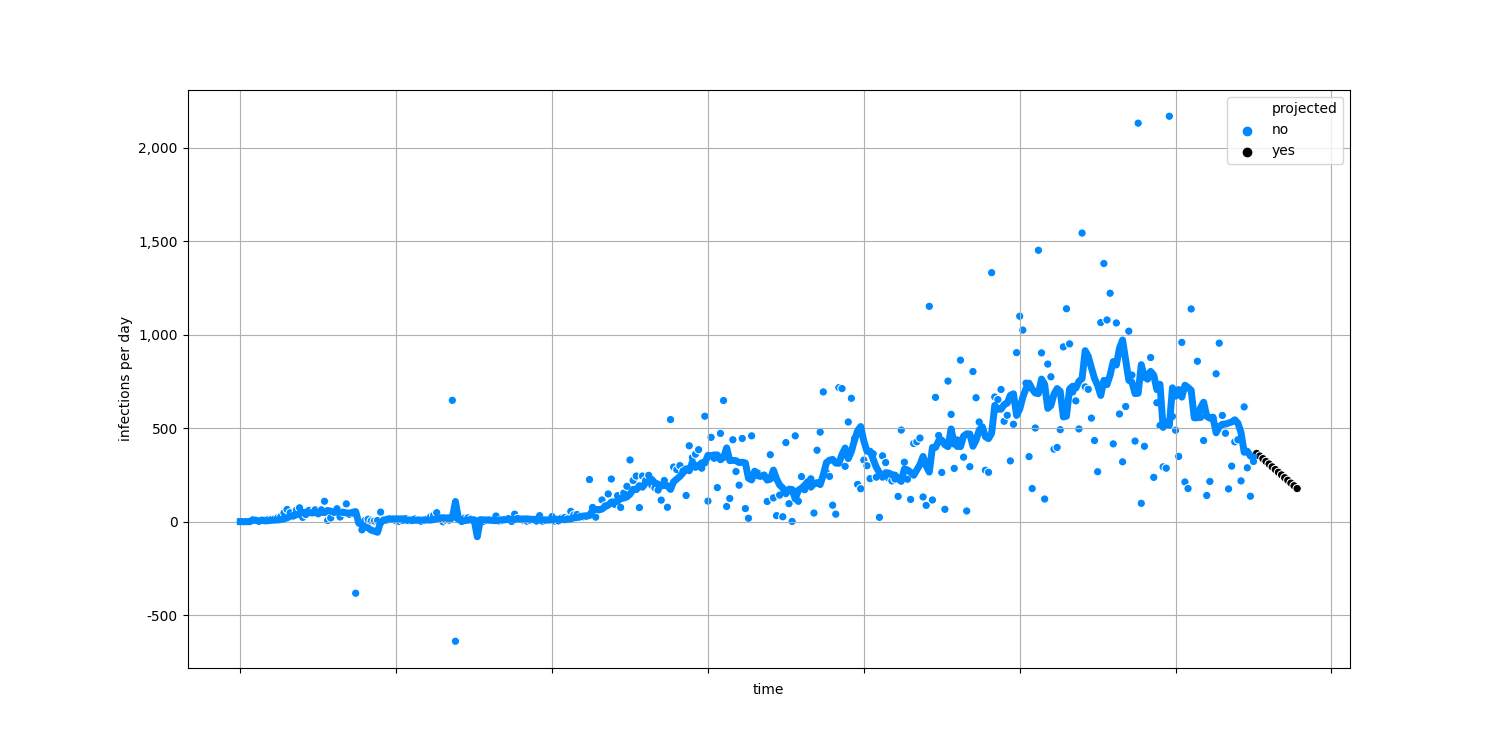 projected
no
yes
2,000
1,500
1,000
500
0
-500
infections per day
time